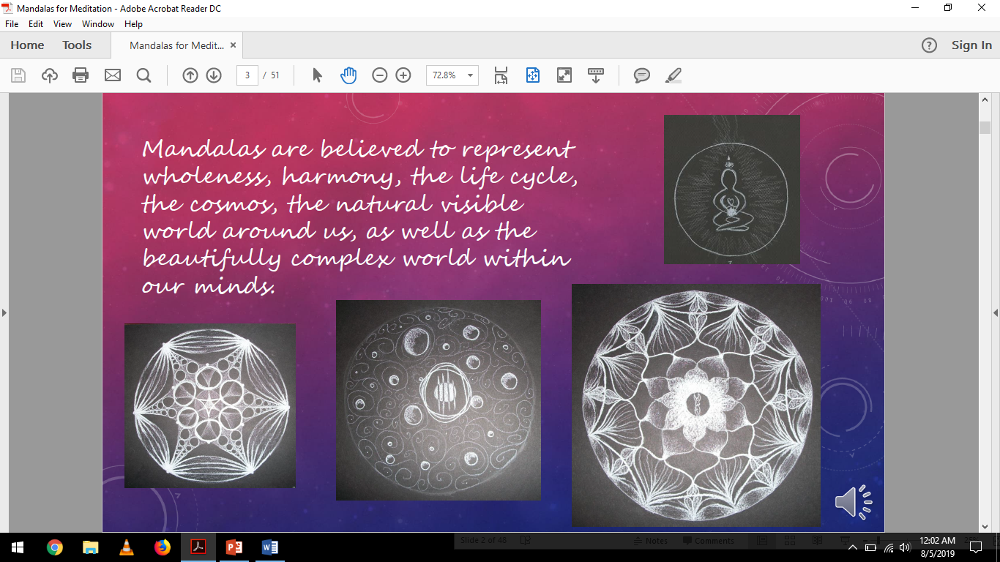 Mandalas for Meditation - Adobe Acrobat Reader DC
File Edit View Window Help
Home Tools Mandalas for Medit... × Sign In
3 / 51 72.8%
Mandalas are believed to represent
wholeness, harmony, the life cycle,
the cosmos, the natural visible
world around us, as well as the
beautifully complex world within
our minds.
Slide 2 of 48 Notes Comments
12:02 AM
8/5/2019